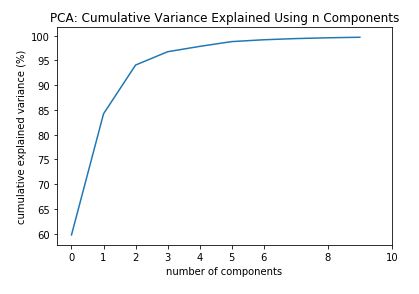 PCA: Cumulative Variance Explained Using n Components
100
95
90
85
80
75
70
65
60
cumulative explained variance (%)
0 1 2 3 4 5 6 8 10
number of components